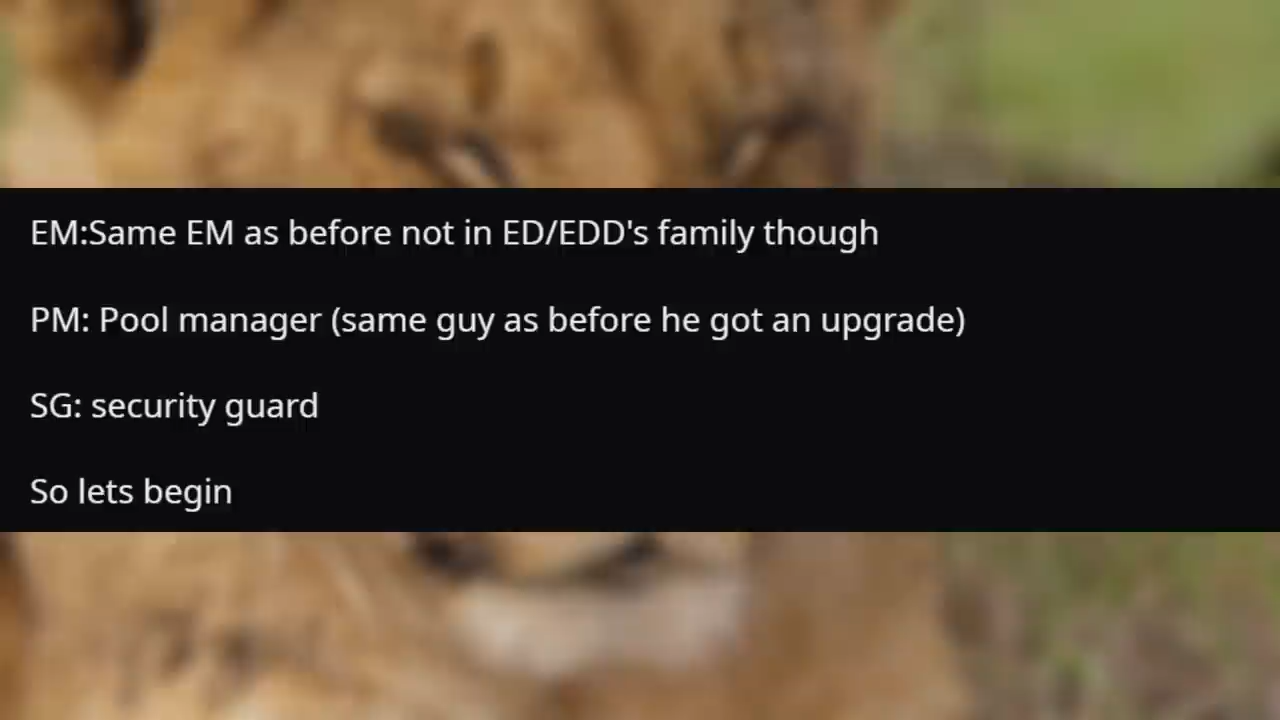 EM:Same EM as before not in ED/EDD's family though
PM: Pool manager (same guy as before he got an upgrade)
SG: security guard
So lets begin